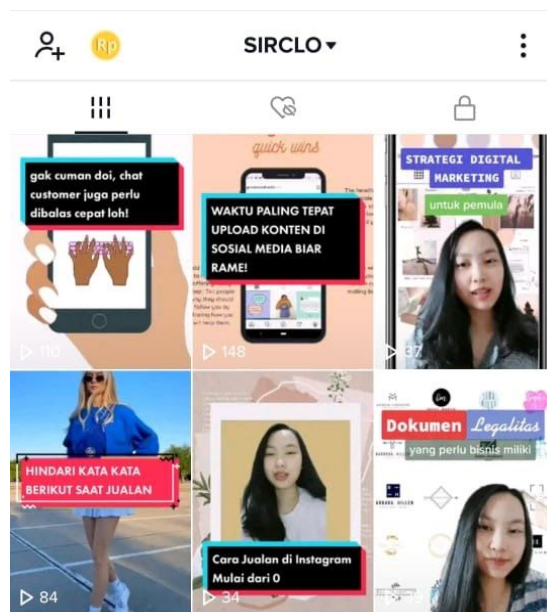 Rp
SIRCLO
gak cuman doi, chat
customer juga perlu
dibalas cepat loh!
110
quick wins
WAKTU PALING TEPAT
UPLOAD KONTEN DI
SOSIAL MEDIA BIAR
RAME!
148
STRATEGI DIGITAL
MARKETING
untuk pemula
37
HINDARI KATA KATA
BERIKUT SAAT JUALAN
84
Cara Jualan di Instagram
Mulai dari 0
34
Dokumen Legalitas
yang perlu bisnis miliki